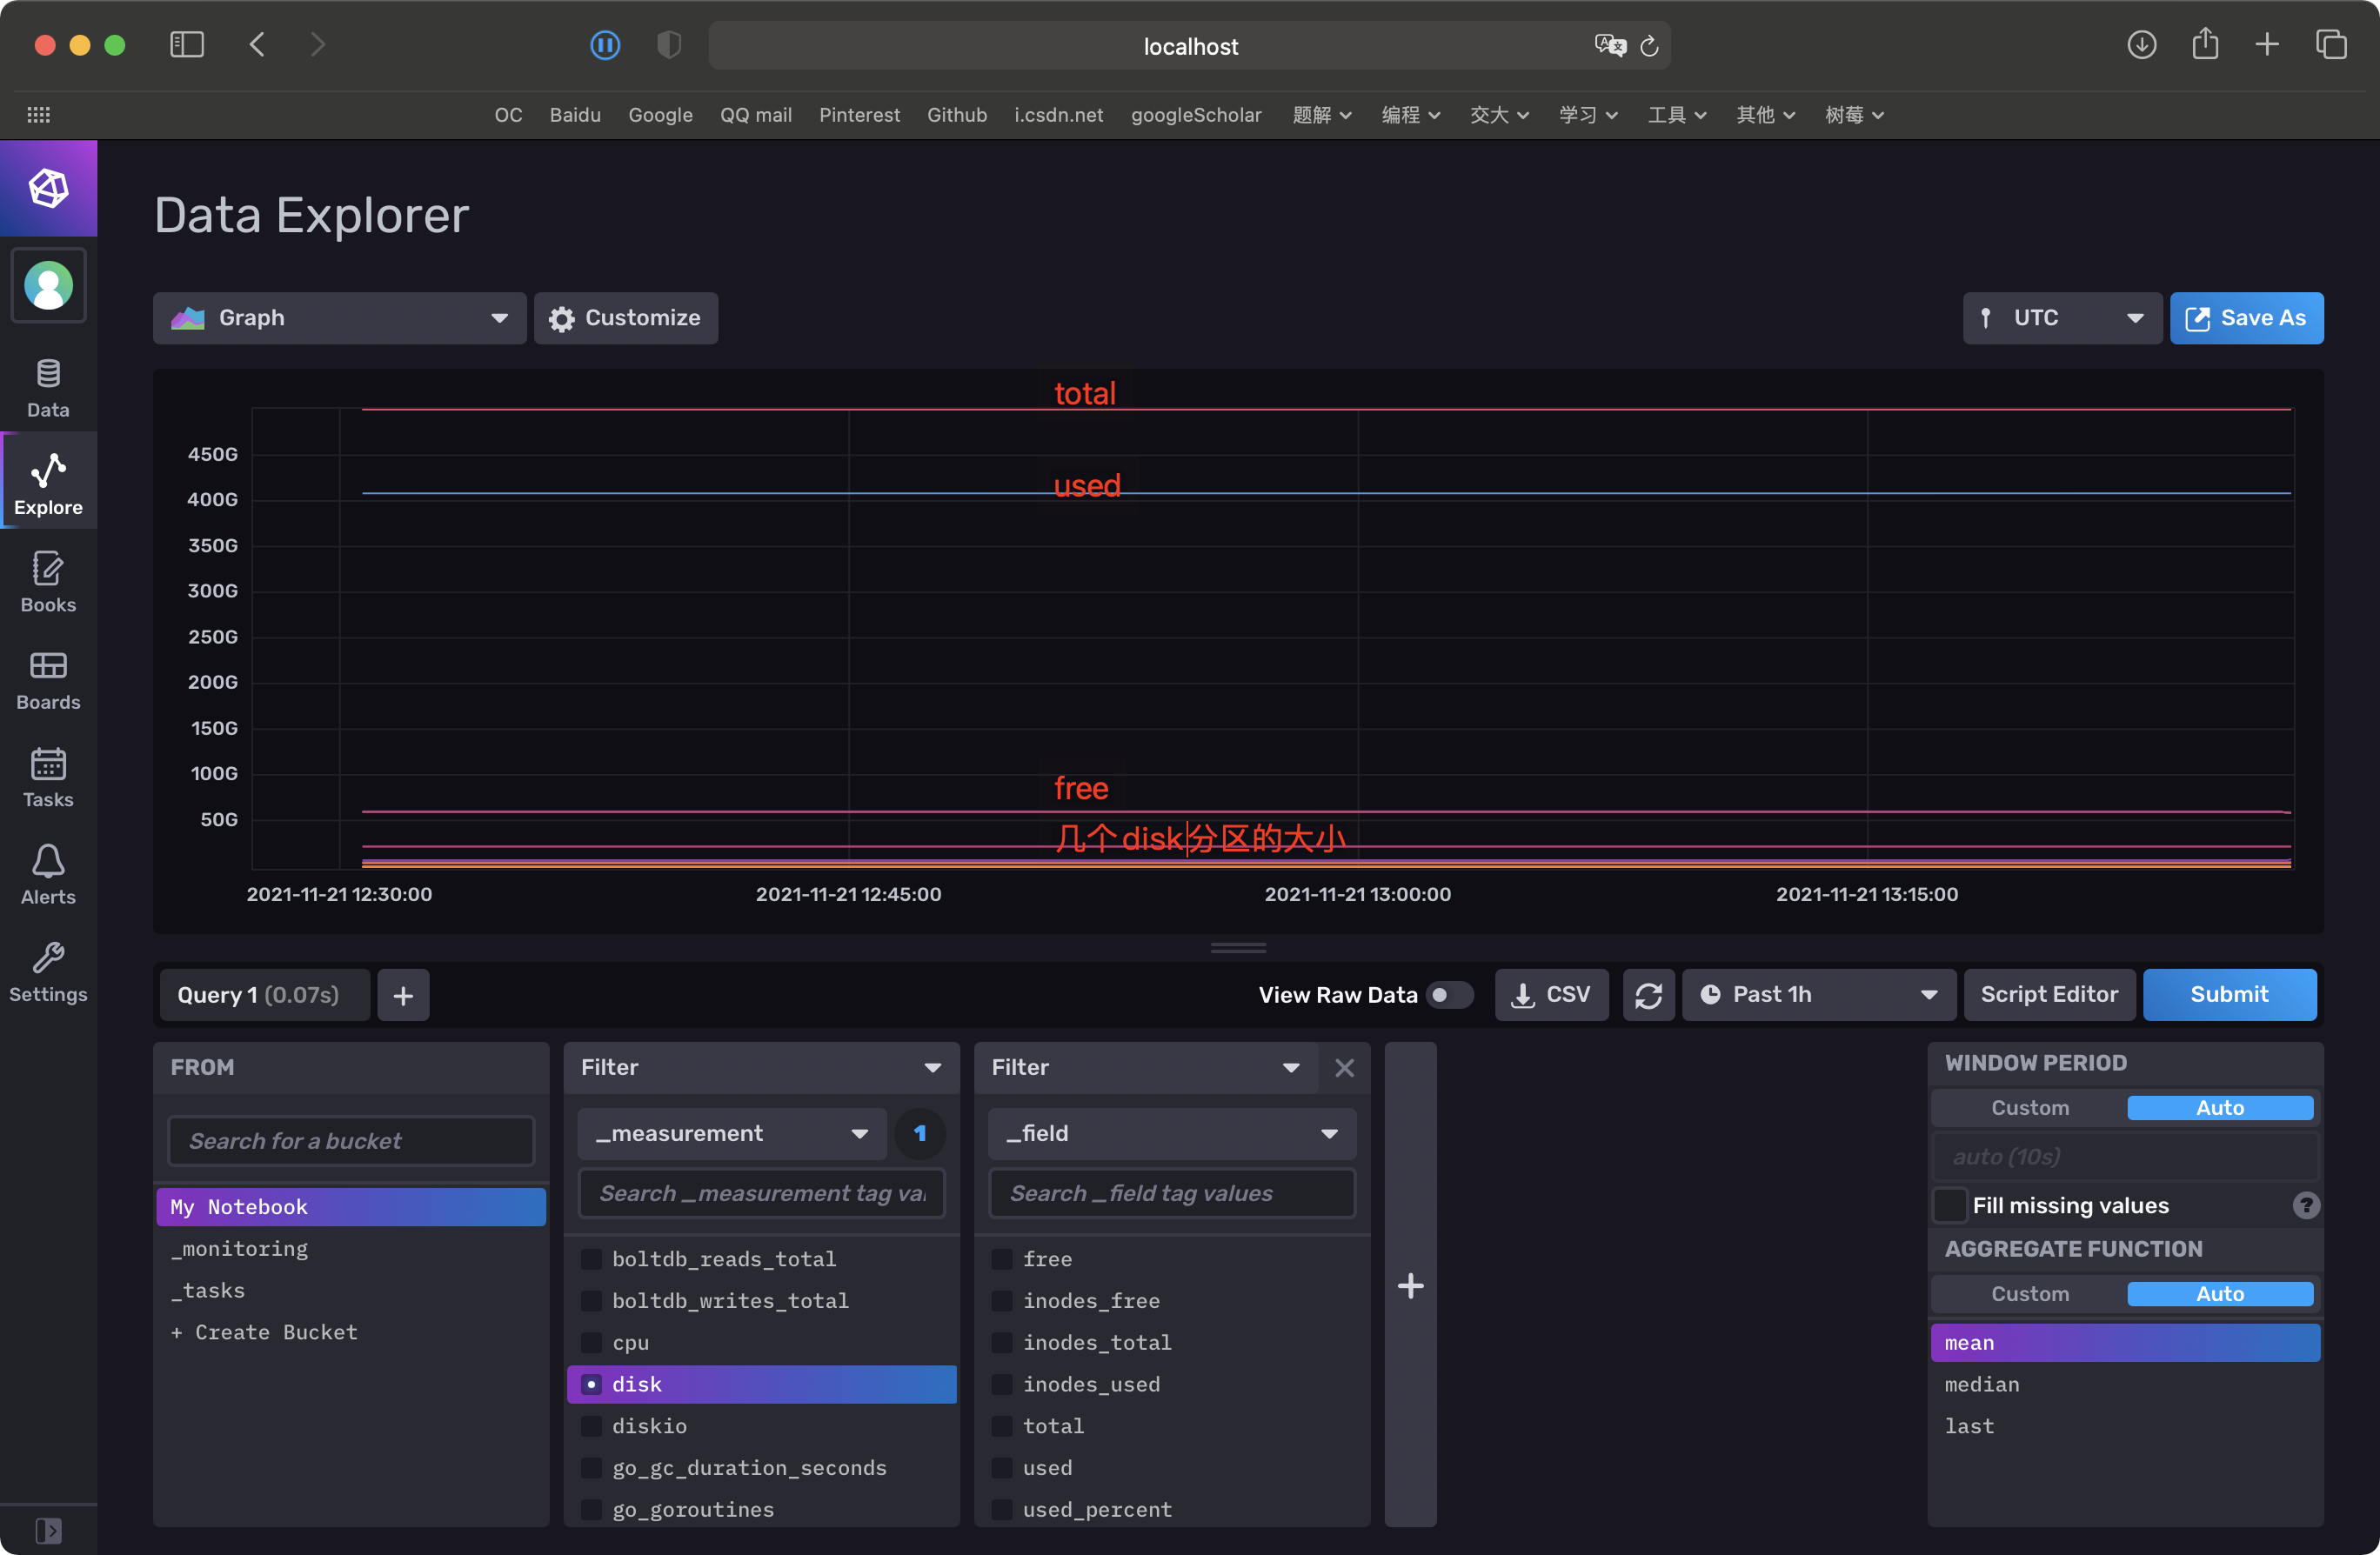 localhost
OC Baidu Google QQ mail Pinterest Github i.csdn.net googleScholar 题解 编程 交大 学习 工具 其他 树莓
Data Explorer
Graph Customize UTC Save As
Data
Explore
Books
Boards
Tasks
Alerts
Settings
total
450G
used
400G
350G
300G
250G
200G
150G
100G
free
50G
几个disk分区的大小
2021-11-21 12:30:00 2021-11-21 12:45:00 2021-11-21 13:00:00 2021-11-21 13:15:00
Query 1 (0.07s) + View Raw Data CSV Past 1h Script Editor Submit
FROM
Search for a bucket
My Notebook
_monitoring
_tasks
+ Create Bucket
Filter
_measurement 1
Search _measurement tag va
boltdb_reads_total
boltdb_writes_total
cpu
disk
diskio
go_gc_duration_seconds
go_goroutines
Filter
_field
Search _field tag values
free
inodes_free
inodes_total
inodes_used
total
used
used_percent
+
WINDOW PERIOD
Custom Auto
auto (10s)
Fill missing values ?
AGGREGATE FUNCTION
Custom Auto
mean
median
last